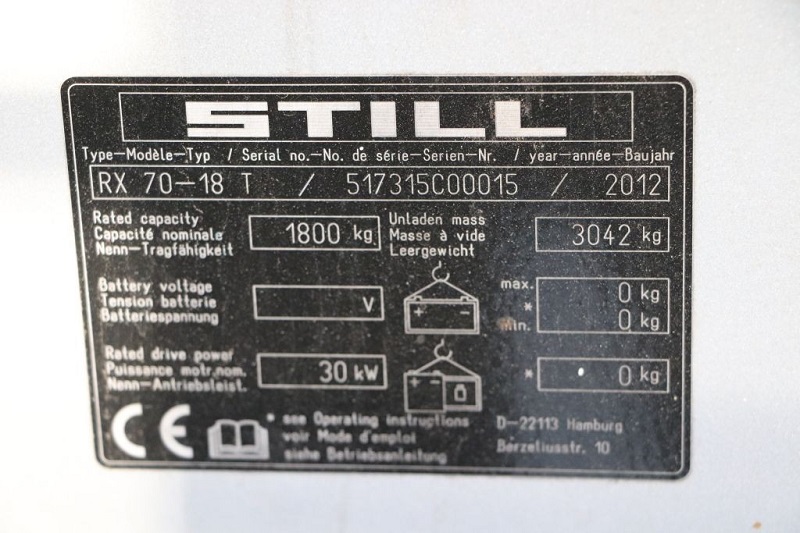 STILL
Type—Modèle—Typ / Serial no.—No. de série—Serien—Nr. / year—année—Baujahr
RX 70—18 T / 517315C00015 / 2012
Rated capacity
Capacité nominale
Nenn—Tragfähigkeit
1800 kg
Unladen mass
Masse à vide
Leergewicht
3042 kg
Battery voltage
Tension batterie
Batteriespannung
V
+ −
max.
*
min.
0 kg
0 kg
Rated drive power
Puissance motr.nom.
Nenn—Antriebsleist.
30 kW
+ −
* 0 kg
CE
* see Operating instructions
voir Mode d'emploi
siehe Betriebsanleitung
D—22113 Hamburg
Berzeliusstr. 10